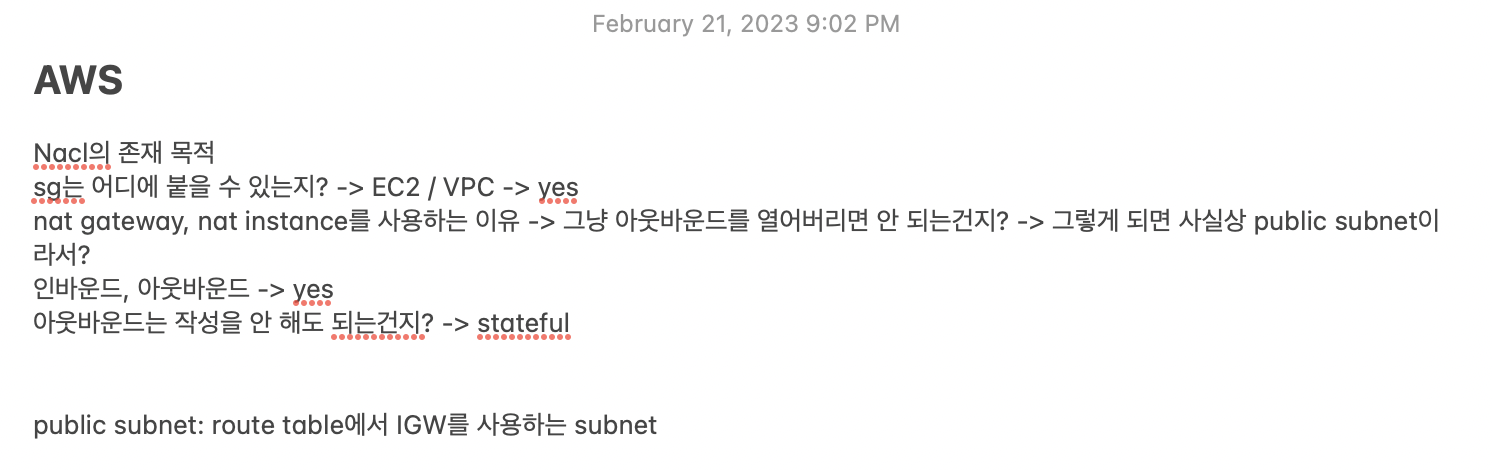 February 21, 2023 9:02 PM
AWS
Nacl의 존재 목적
sg는 어디에 붙을 수 있는지? -> EC2 / VPC -> yes
nat gateway, nat instance를 사용하는 이유 -> 그냥 아웃바운드를 열어버리면 안 되는건지? -> 그렇게 되면 사실상 public subnet이
라서?
인바운드, 아웃바운드 -> yes
아웃바운드는 작성을 안 해도 되는건지? -> stateful
public subnet: route table에서 IGW를 사용하는 subnet